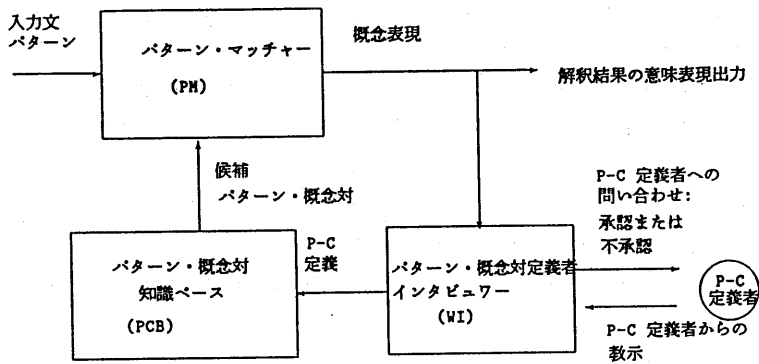 入力文
パターン
パターン・マッチャー
(PM)
概念表現
解釈結果の意味表現出力
候補
パターン・概念対
P-C 定義者への
問い合わせ:
承認または
不承認
パターン・概念対
知識ベース
(PCB)
P-C
定義
パターン・概念対定義者
インタビュワー
(WI)
P-C
定義者
P-C 定義者からの
教示